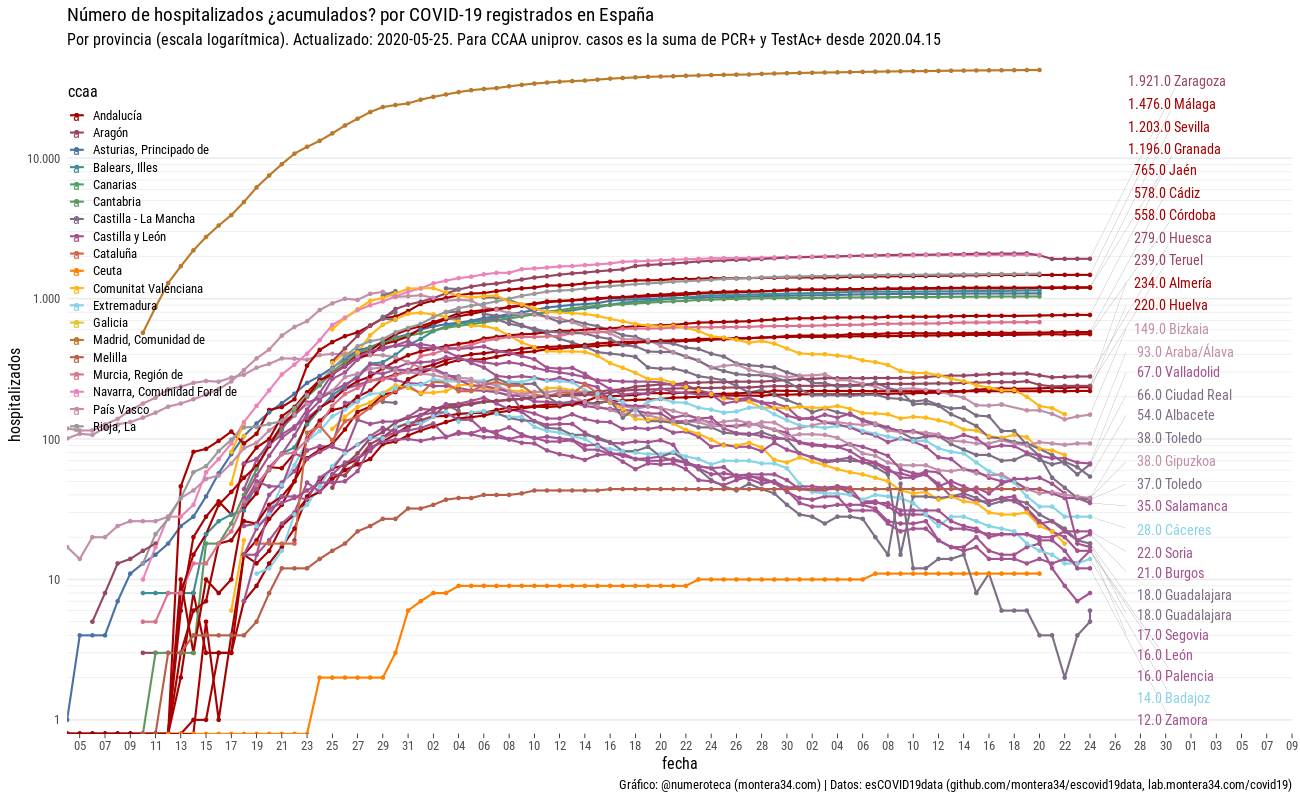 Número de hospitalizados ¿acumulados? por COVID-19 registrados en España
Por provincia (escala logarítmica). Actualizado: 2020-05-25. Para CCAA uniprov. casos es la suma de PCR+ y TestAc+ desde 2020.04.15
ccaa
Andalucía
Aragón
Asturias, Principado de
Balears, Illes
Canarias
Cantabria
Castilla - La Mancha
Castilla y León
Cataluña
Ceuta
Comunitat Valenciana
Extremadura
Galicia
Madrid, Comunidad de
Melilla
Murcia, Región de
Navarra, Comunidad Foral de
País Vasco
Rioja, La
hospitalizados
10.000
1.000
100
10
1
1.921.0 Zaragoza
1.476.0 Málaga
1.203.0 Sevilla
1.196.0 Granada
765.0 Jaén
578.0 Cádiz
558.0 Córdoba
279.0 Huesca
239.0 Teruel
234.0 Almería
220.0 Huelva
149.0 Bizkaia
93.0 Araba/Álava
67.0 Valladolid
66.0 Ciudad Real
54.0 Albacete
38.0 Toledo
38.0 Gipuzkoa
37.0 Toledo
35.0 Salamanca
28.0 Cáceres
22.0 Soria
21.0 Burgos
18.0 Guadalajara
18.0 Guadalajara
17.0 Segovia
16.0 León
16.0 Palencia
14.0 Badajoz
12.0 Zamora
05 07 09 11 13 15 17 19 21 23 25 27 29 31 02 04 06 08 10 12 14 16 18 20 22 24 26 28 30 02 04 06 08 10 12 14 16 18 20 22 24 26 28 30 01 03 05 07 09
fecha
Gráfico: @numeroteca (montera34.com) | Datos: esCOVID19data (github.com/montera34/escovid19data, lab.montera34.com/covid19)